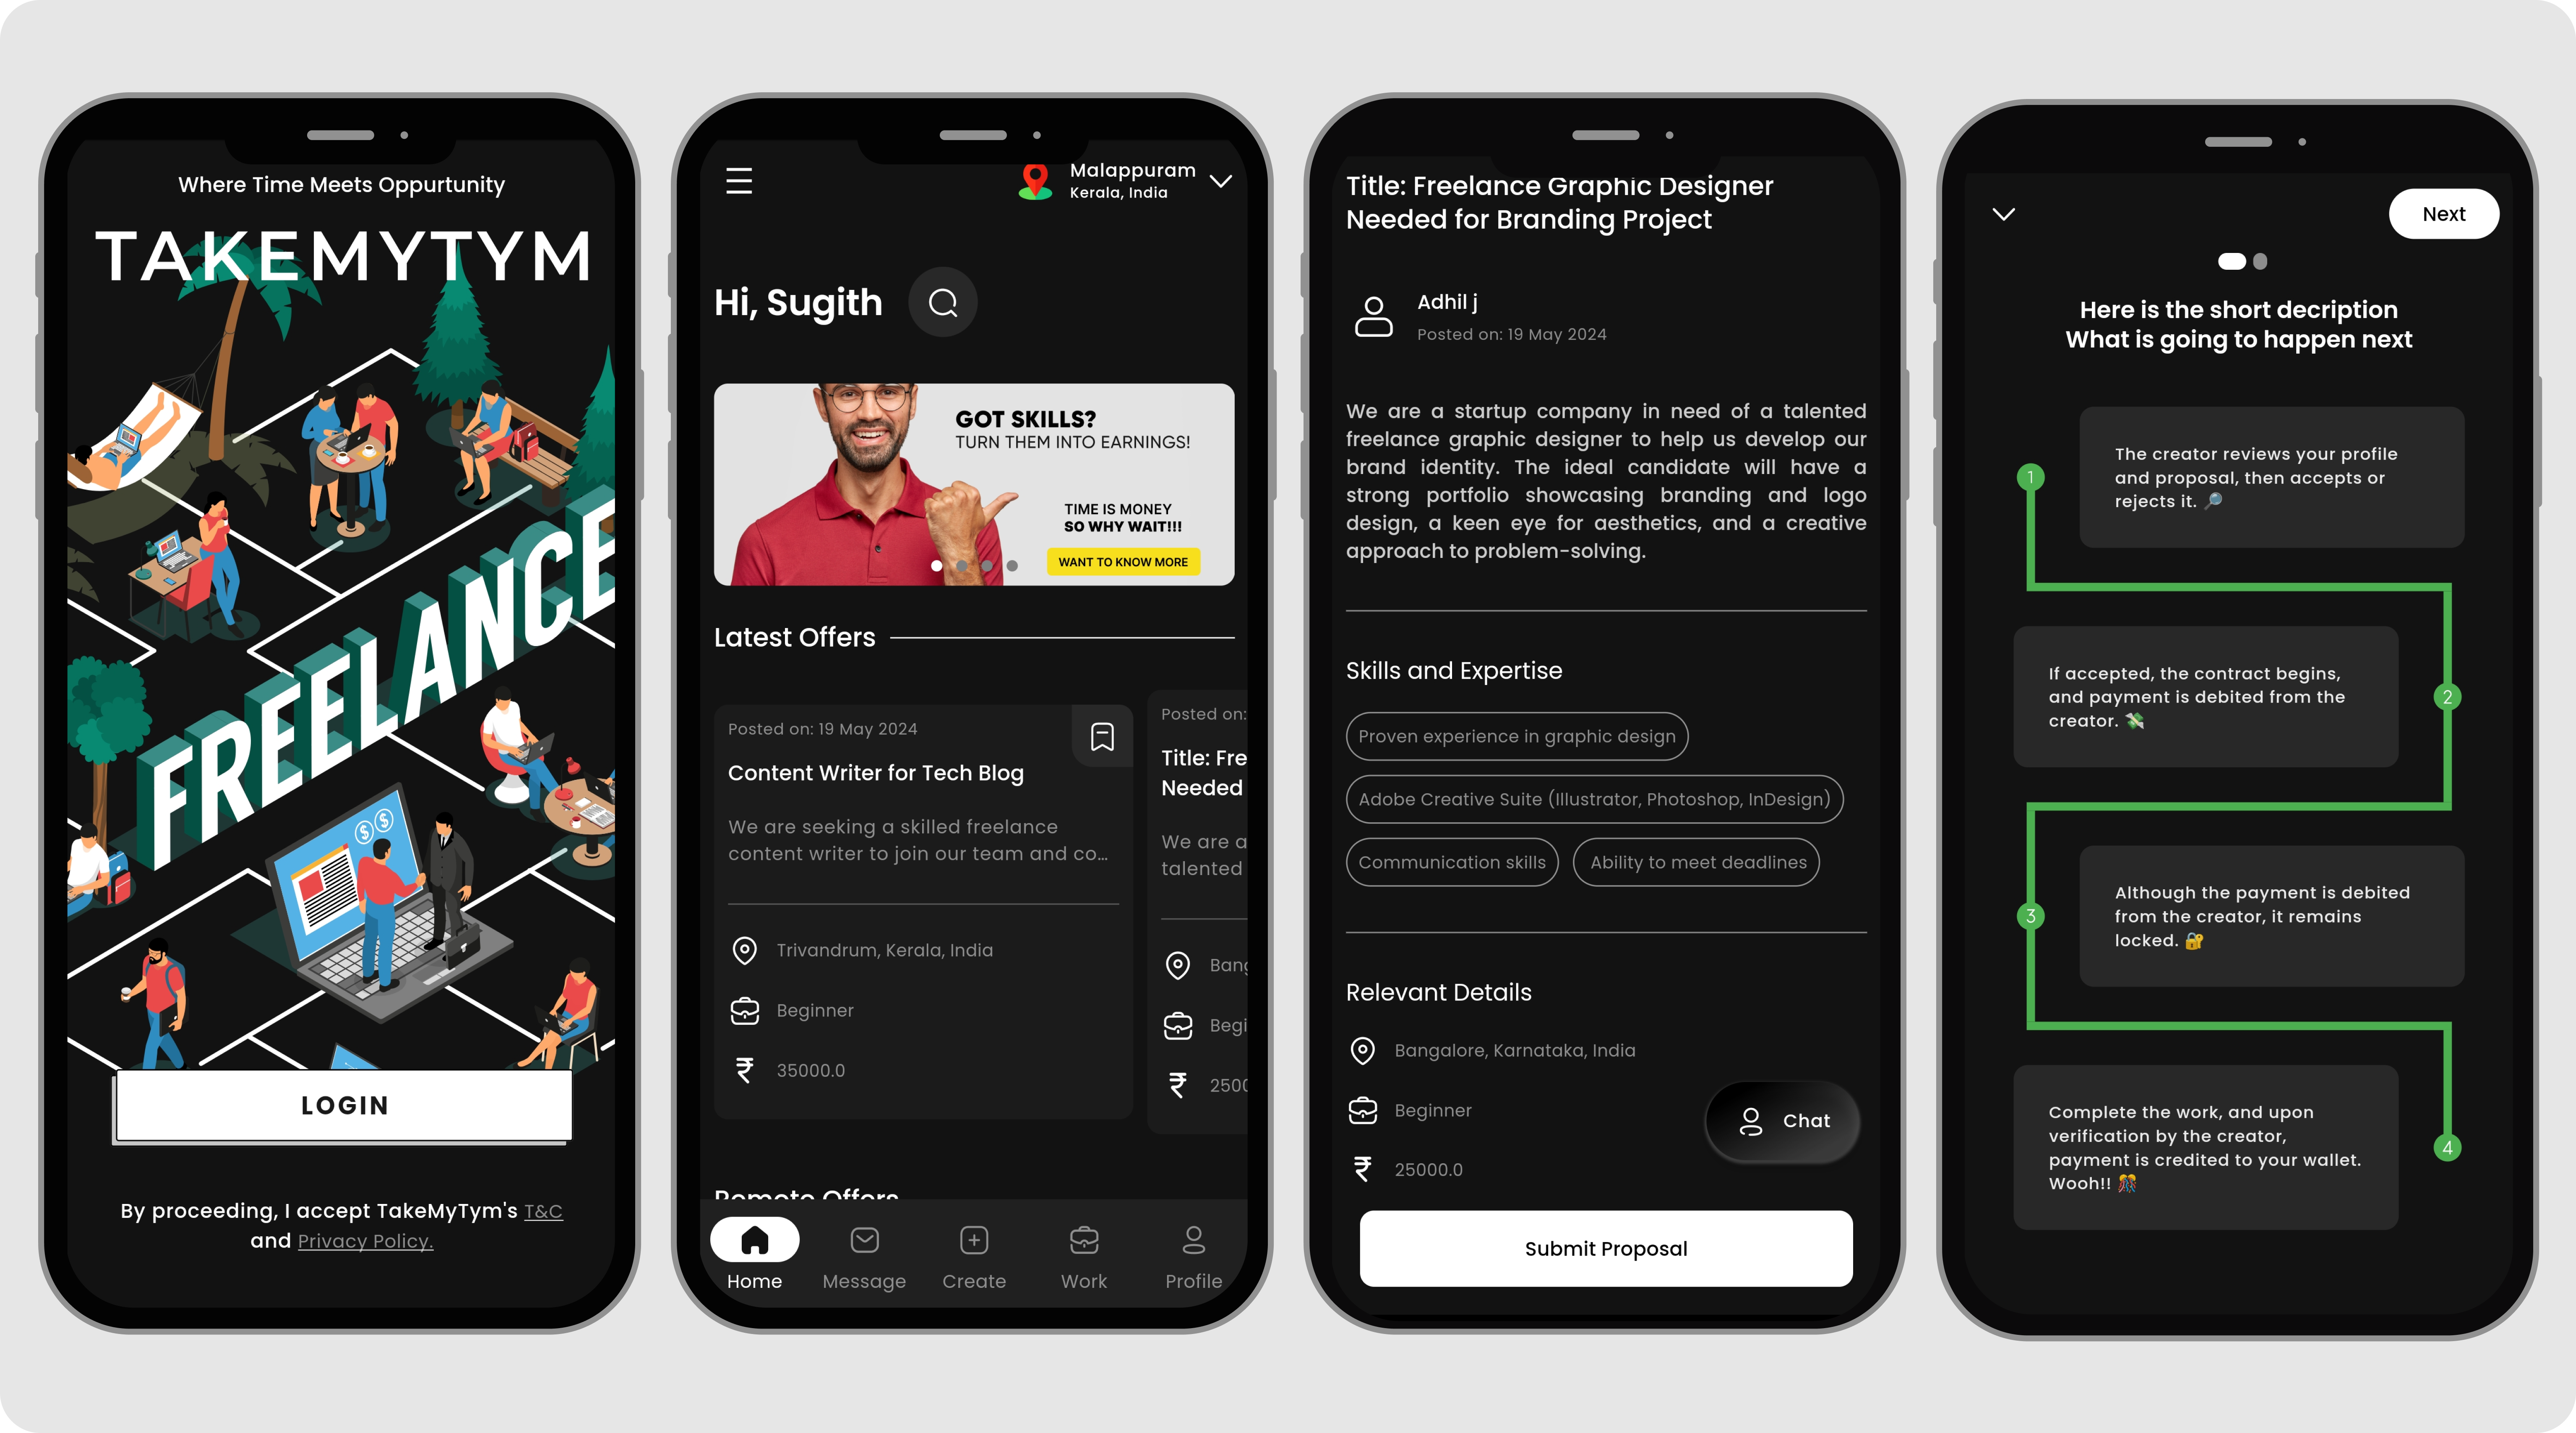 Where Time Meets Oppurtunity
TAKEMYTYM
FREELANCE
LOGIN
By proceeding, I accept TakeMyTym's T&C
and Privacy Policy.
Malappuram
Kerala, India
Hi, Sugith
GOT SKILLS?
TURN THEM INTO EARNINGS!
TIME IS MONEY
SO WHY WAIT!!!
WANT TO KNOW MORE
Latest Offers
Posted on: 19 May 2024
Content Writer for Tech Blog
We are seeking a skilled freelance
content writer to join our team and co...
Trivandrum, Kerala, India
Beginner
₹ 35000.0
Posted on:
Title: Fre
Needed
We are a
talented
Bang
Begi
₹ 2500
Remote Offers
Home
Message
Create
Work
Profile
Title: Freelance Graphic Designer
Needed for Branding Project
Adhil j
Posted on: 19 May 2024
We are a startup company in need of a talented
freelance graphic designer to help us develop our
brand identity. The ideal candidate will have a
strong portfolio showcasing branding and logo
design, a keen eye for aesthetics, and a creative
approach to problem-solving.
Skills and Expertise
Proven experience in graphic design
Adobe Creative Suite (Illustrator, Photoshop, InDesign)
Communication skills
Ability to meet deadlines
Relevant Details
Bangalore, Karnataka, India
Beginner
₹ 25000.0
Chat
Submit Proposal
Next
Here is the short decription
What is going to happen next
1
The creator reviews your profile
and proposal, then accepts or
rejects it. 🔎
If accepted, the contract begins,
and payment is debited from the
creator. 💸
2
3
Although the payment is debited
from the creator, it remains
locked. 🔐
Complete the work, and upon
verification by the creator,
payment is credited to your wallet.
Wooh!! 🎊
4